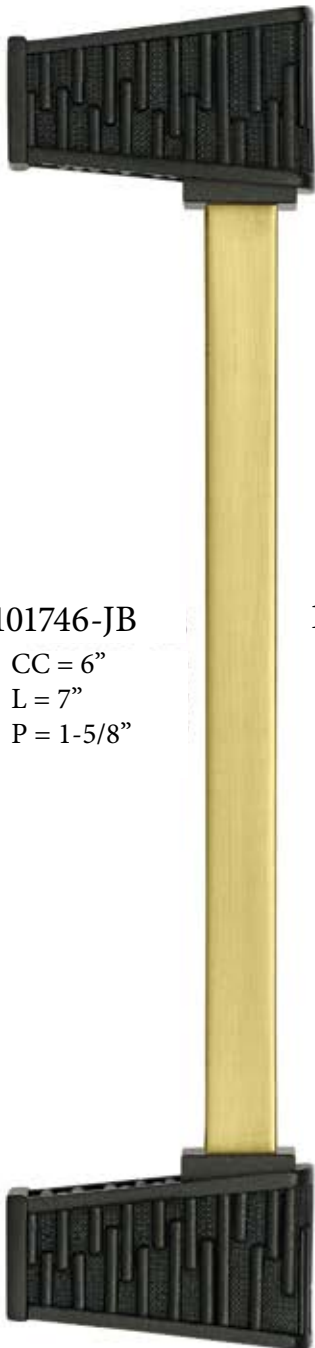 101746-JB
CC = 6”
L = 7”
P = 1-5/8”